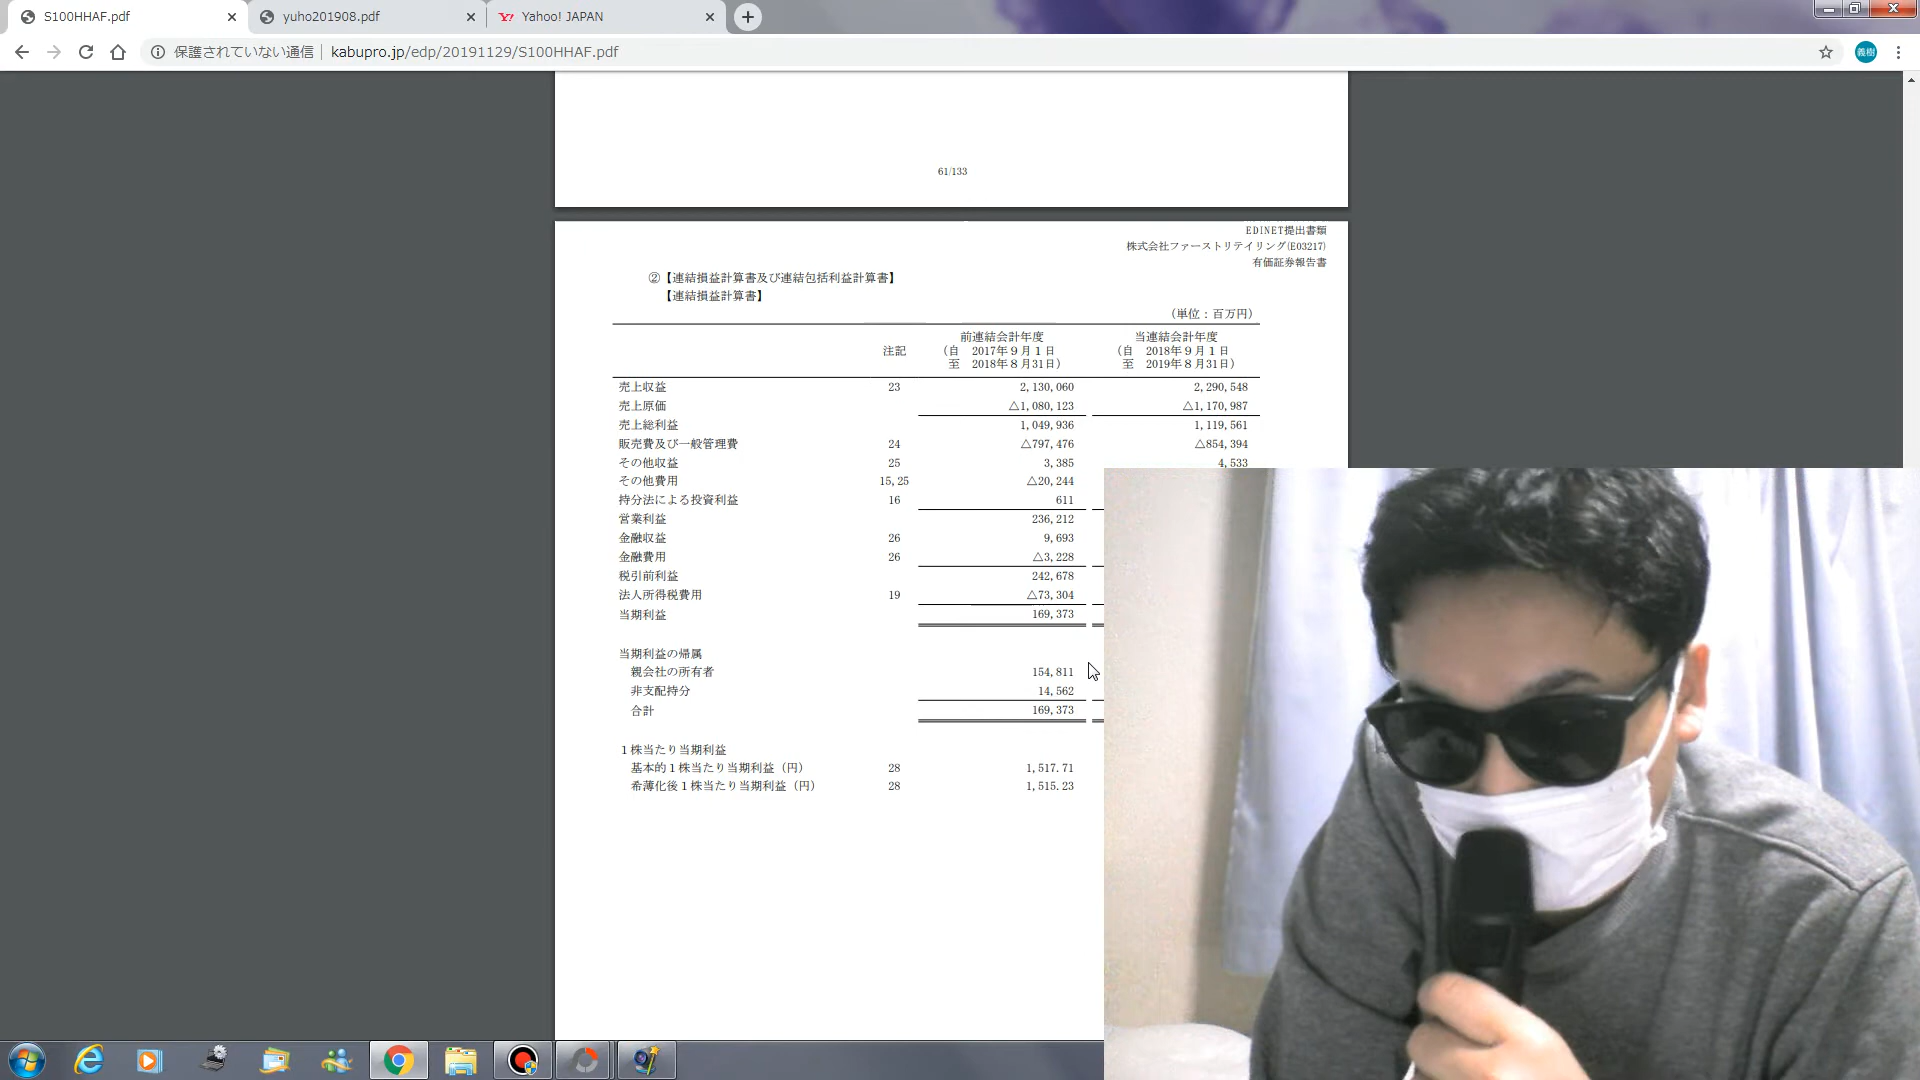 S100HHAF.pdf
yuho201908.pdf
Yahoo! JAPAN
保護されていない通信 | kabupro.jp/edp/20191129/S100HHAF.pdf
義樹
61/133
EDINET提出書類
株式会社ファーストリテイリング(E03217)
有価証券報告書
②【連結損益計算書及び連結包括利益計算書】
【連結損益計算書】
(単位:百万円)
注記
前連結会計年度
(自 2017年9月1日
至 2018年8月31日)
当連結会計年度
(自 2018年9月1日
至 2019年8月31日)
売上収益 23 2,130,060 2,290,548
売上原価 △1,080,123 △1,170,987
売上総利益 1,049,936 1,119,561
販売費及び一般管理費 24 △797,476 △854,394
その他収益 25 3,385 4,533
その他費用 15,25 △20,244
持分法による投資利益 16 611
営業利益 236,212
金融収益 26 9,693
金融費用 26 △3,228
税引前利益 242,678
法人所得税費用 19 △73,304
当期利益 169,373
当期利益の帰属
親会社の所有者 154,811
非支配持分 14,562
合計 169,373
1株当たり当期利益
基本的1株当たり当期利益(円) 28 1,517.71
希薄化後1株当たり当期利益(円) 28 1,515.23